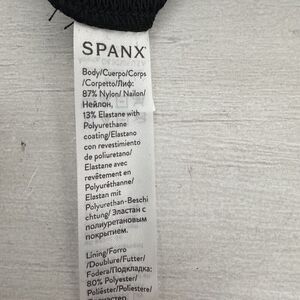 SPANX
Body/Cuerpo/Corps
/Corpetto/Лиф:
87% Nylon/ Nailon/
Нейлон,
13% Elastane with
Polyurethane
coating/Elastano
con revestimiento
de poliuretano/
Elastane avec
revêtement en
Polyuréthanne/
Elastan mit
Polyurethan-Beschi
chtung/ Эластан с
полиуретановым
покрытием.
Lining/Forro
/Doublure/Futter/
Fodera/Подкладка:
80% Polyester/
Poliéster/Poliestere/